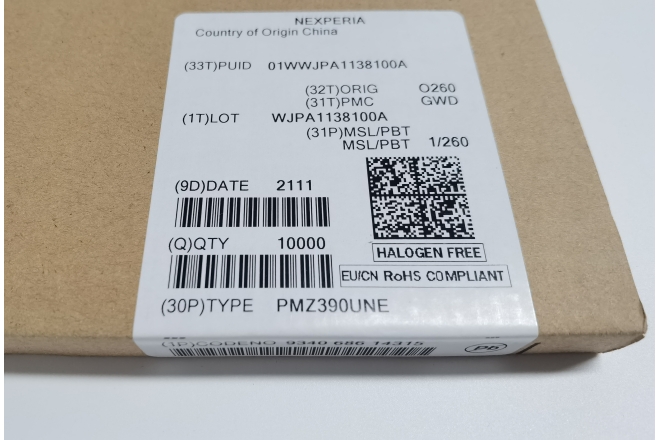 NEXPERIA
Country of Origin China
(33T)PUID 01WWJPA1138100A
(32T)ORIG O260
(31T)PMC GWD
(1T)LOT WJPA1138100A
(31P)MSL/PBT
MSL/PBT 1/260
(9D)DATE 2111
(Q)QTY 10000
HALOGEN FREE
EU/CN RoHS COMPLIANT
(30P)TYPE PMZ390UNE
(1P)CODENO 9340 686 14315
Pb